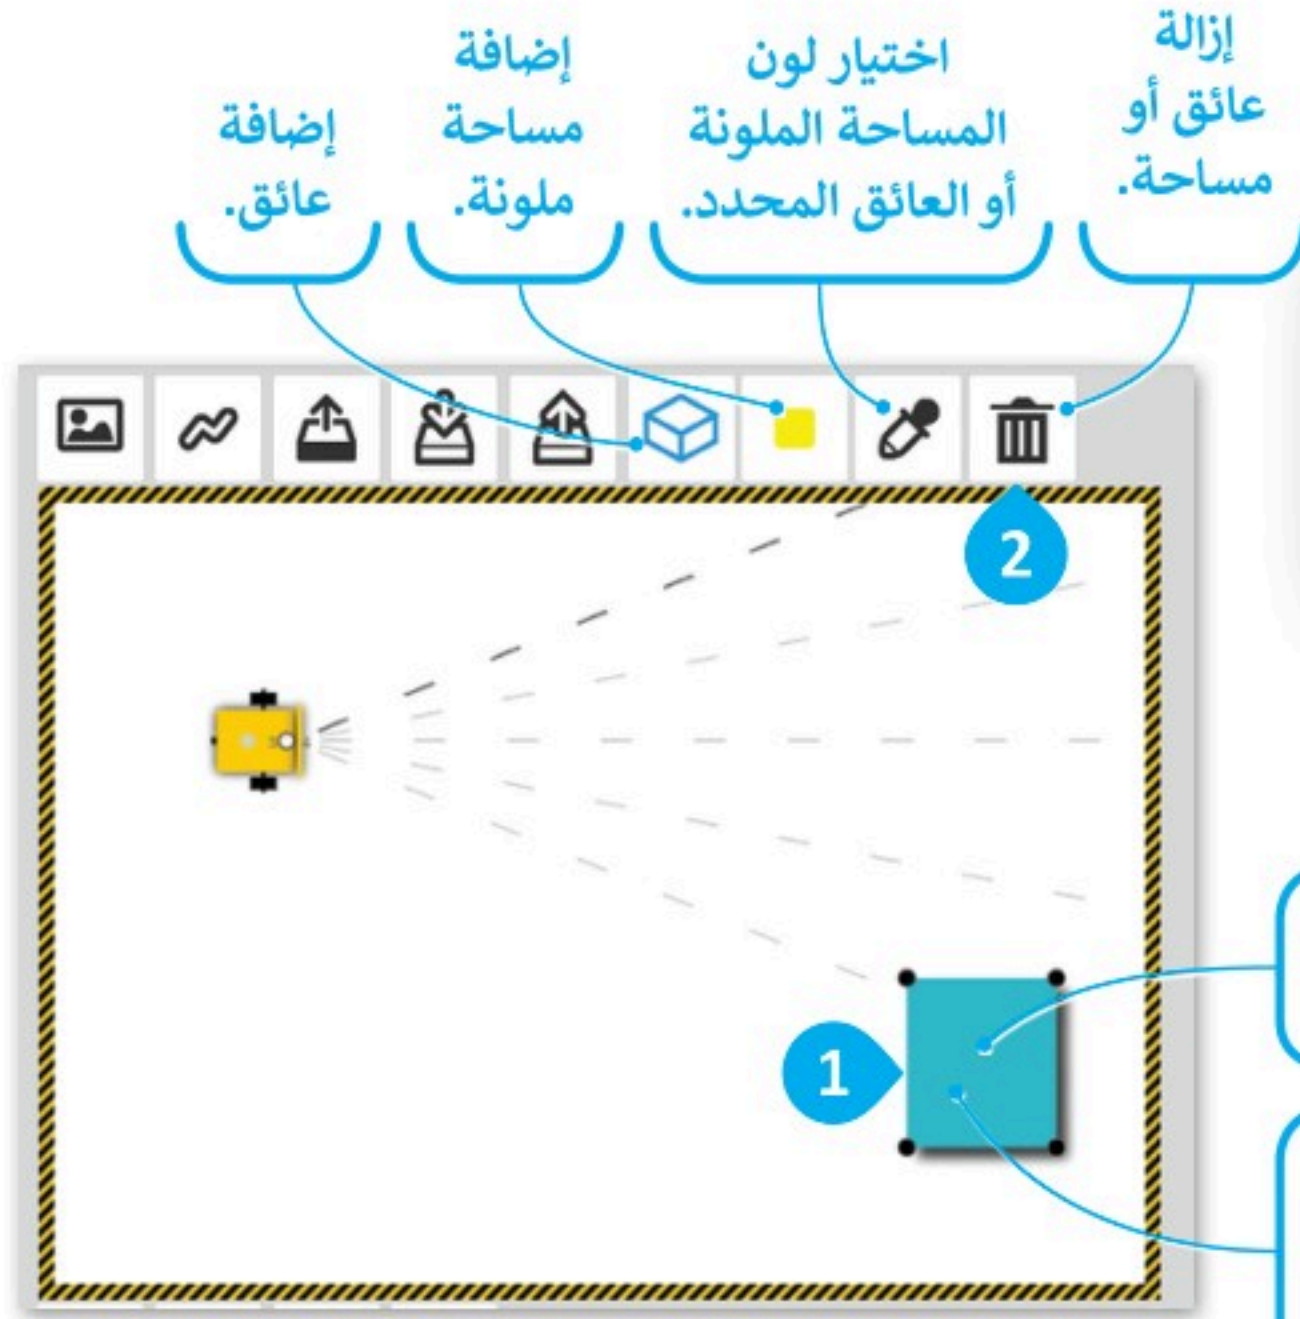 إزالة
عائق أو
مساحة.
اختيار لون
المساحة الملونة
أو العائق المحدد.
إضافة
مساحة
ملونة.
إضافة
عائق.
2
1